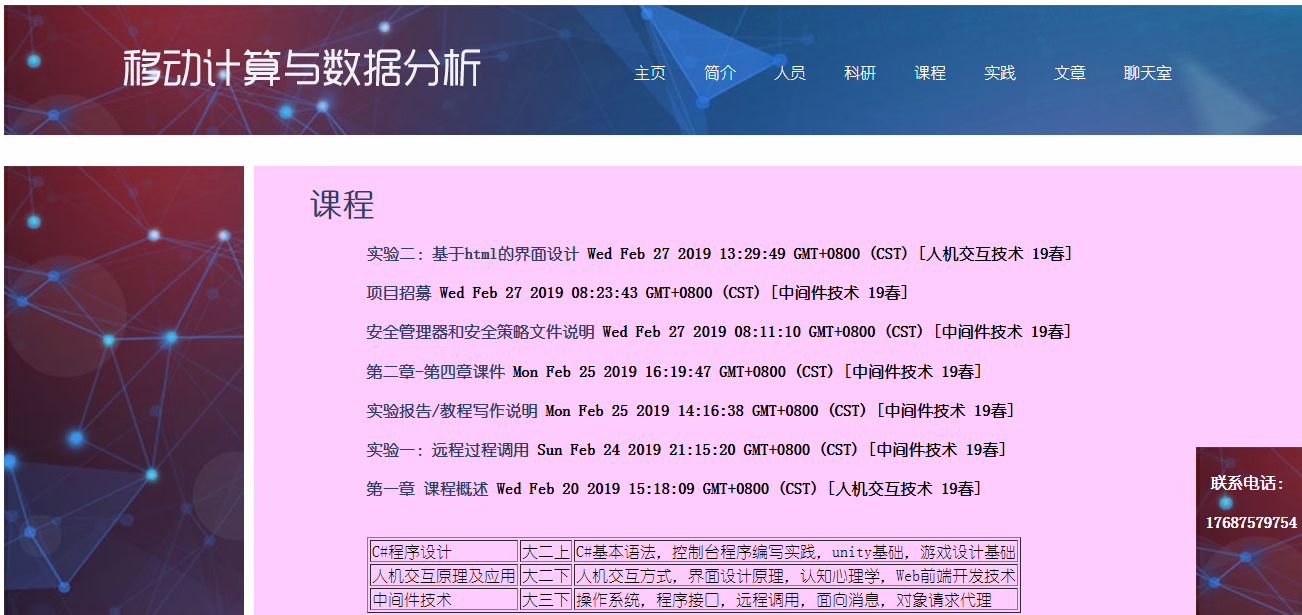 移动计算与数据分析
主页 简介 人员 科研 课程 实践 文章 聊天室
课程
实验二：基于html的界面设计 Wed Feb 27 2019 13:29:49 GMT+0800 (CST) [人机交互技术 19春]
项目招募 Wed Feb 27 2019 08:23:43 GMT+0800 (CST) [中间件技术 19春]
安全管理器和安全策略文件说明 Wed Feb 27 2019 08:11:10 GMT+0800 (CST) [中间件技术 19春]
第二章-第四章课件 Mon Feb 25 2019 16:19:47 GMT+0800 (CST) [中间件技术 19春]
实验报告/教程写作说明 Mon Feb 25 2019 14:16:38 GMT+0800 (CST) [中间件技术 19春]
实验一：远程过程调用 Sun Feb 24 2019 21:15:20 GMT+0800 (CST) [中间件技术 19春]
第一章 课程概述 Wed Feb 20 2019 15:18:09 GMT+0800 (CST) [人机交互技术 19春]
联系电话：
17687579754
C#程序设计 大二上 C#基本语法，控制台程序编写实践，unity基础，游戏设计基础
人机交互原理及应用 大二下 人机交互方式，界面设计原理，认知心理学，Web前端开发技术
中间件技术 大三下 操作系统，程序接口，远程调用，面向消息，对象请求代理